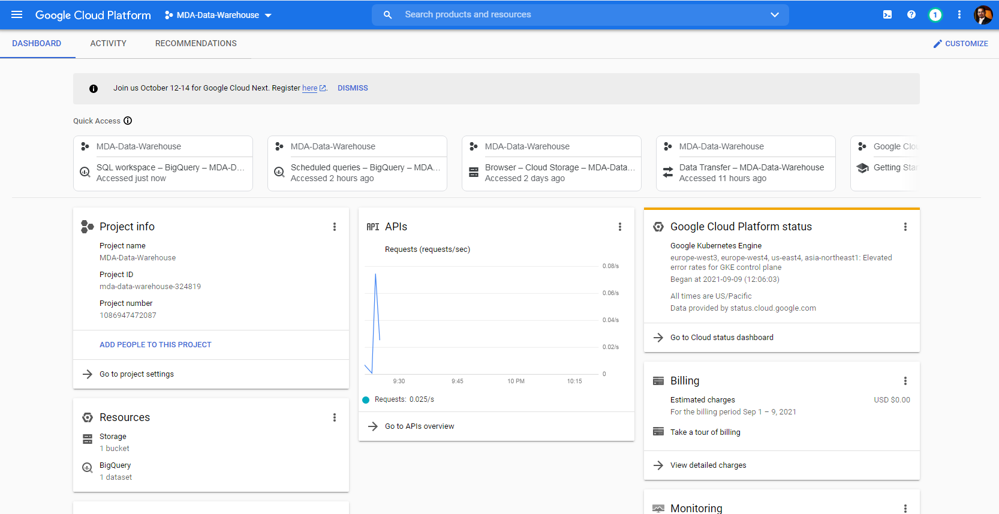 Google Cloud Platform
MDA-Data-Warehouse
Search products and resources
1
DASHBOARD
ACTIVITY
RECOMMENDATIONS
CUSTOMIZE
Join us October 12-14 for Google Cloud Next. Register here. DISMISS
Quick Access
MDA-Data-Warehouse
SQL workspace – BigQuery – MDA-D...
Accessed just now
MDA-Data-Warehouse
Scheduled queries – BigQuery – MDA...
Accessed 2 hours ago
MDA-Data-Warehouse
Browser – Cloud Storage – MDA-Data...
Accessed 2 days ago
MDA-Data-Warehouse
Data Transfer – MDA-Data-Warehouse
Accessed 11 hours ago
Google Clou
Getting Star
Project info
Project name
MDA-Data-Warehouse
Project ID
mda-data-warehouse-324819
Project number
1086947472087
ADD PEOPLE TO THIS PROJECT
Go to project settings
Resources
Storage
1 bucket
BigQuery
1 dataset
API APIs
Requests (requests/sec)
0.08/s
0.06/s
0.04/s
0.02/s
0
9:30
9:45
10 PM
10:15
Requests: 0.025/s
Go to APIs overview
Google Cloud Platform status
Google Kubernetes Engine
europe-west3, europe-west4, us-east4, asia-northeast1: Elevated
error rates for GKE control plane
Began at 2021-09-09 (12:06:03)
All times are US/Pacific
Data provided by status.cloud.google.com
Go to Cloud status dashboard
Billing
Estimated charges
USD $0.00
For the billing period Sep 1 – 9, 2021
Take a tour of billing
View detailed charges
Monitoring